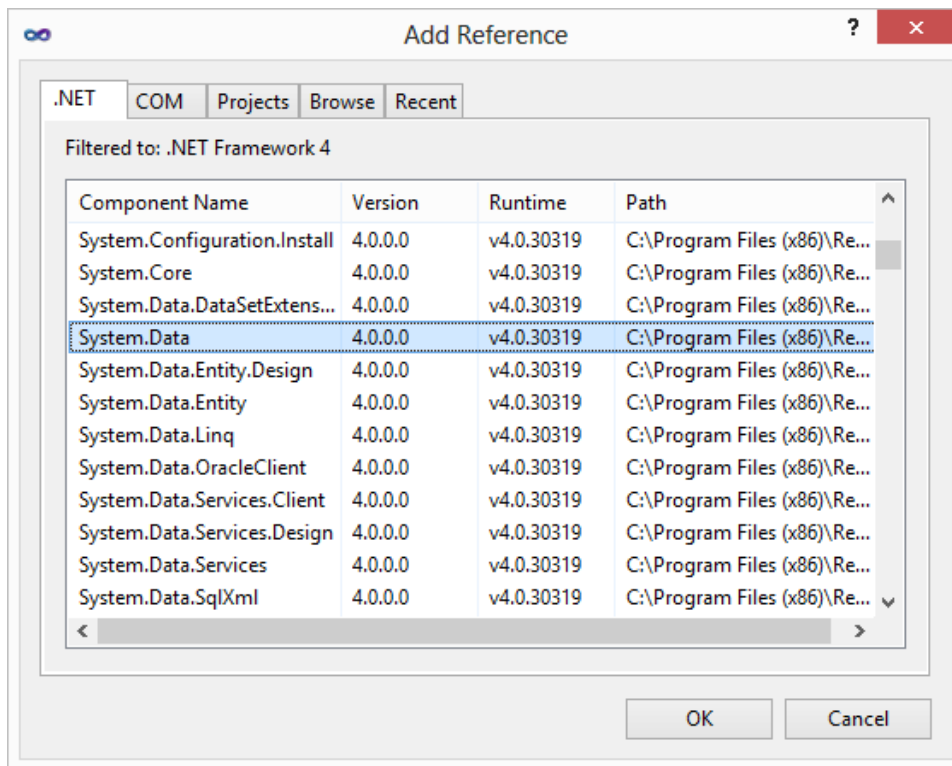 Add Reference ?
.NET COM Projects Browse Recent
Filtered to: .NET Framework 4
Component Name Version Runtime Path
System.Configuration.Install 4.0.0.0 v4.0.30319 C:\Program Files (x86)\Re...
System.Core 4.0.0.0 v4.0.30319 C:\Program Files (x86)\Re...
System.Data.DataSetExtens... 4.0.0.0 v4.0.30319 C:\Program Files (x86)\Re...
System.Data 4.0.0.0 v4.0.30319 C:\Program Files (x86)\Re...
System.Data.Entity.Design 4.0.0.0 v4.0.30319 C:\Program Files (x86)\Re...
System.Data.Entity 4.0.0.0 v4.0.30319 C:\Program Files (x86)\Re...
System.Data.Linq 4.0.0.0 v4.0.30319 C:\Program Files (x86)\Re...
System.Data.OracleClient 4.0.0.0 v4.0.30319 C:\Program Files (x86)\Re...
System.Data.Services.Client 4.0.0.0 v4.0.30319 C:\Program Files (x86)\Re...
System.Data.Services.Design 4.0.0.0 v4.0.30319 C:\Program Files (x86)\Re...
System.Data.Services 4.0.0.0 v4.0.30319 C:\Program Files (x86)\Re...
System.Data.SqlXml 4.0.0.0 v4.0.30319 C:\Program Files (x86)\Re...
OK Cancel